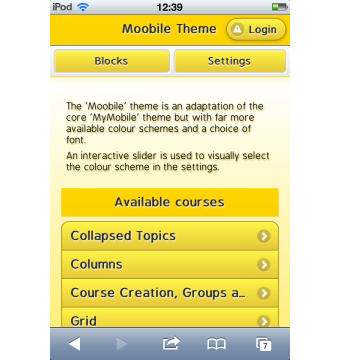 iPod 12:39
Moobile Theme Login
Blocks Settings
The 'Moobile' theme is an adaptation of the
core 'MyMobile' theme but with far more
available colour schemes and a choice of
font.
An interactive slider is used to visually select
the colour scheme in the settings.
Available courses
Collapsed Topics
Columns
Course Creation, Groups a...
Grid
7